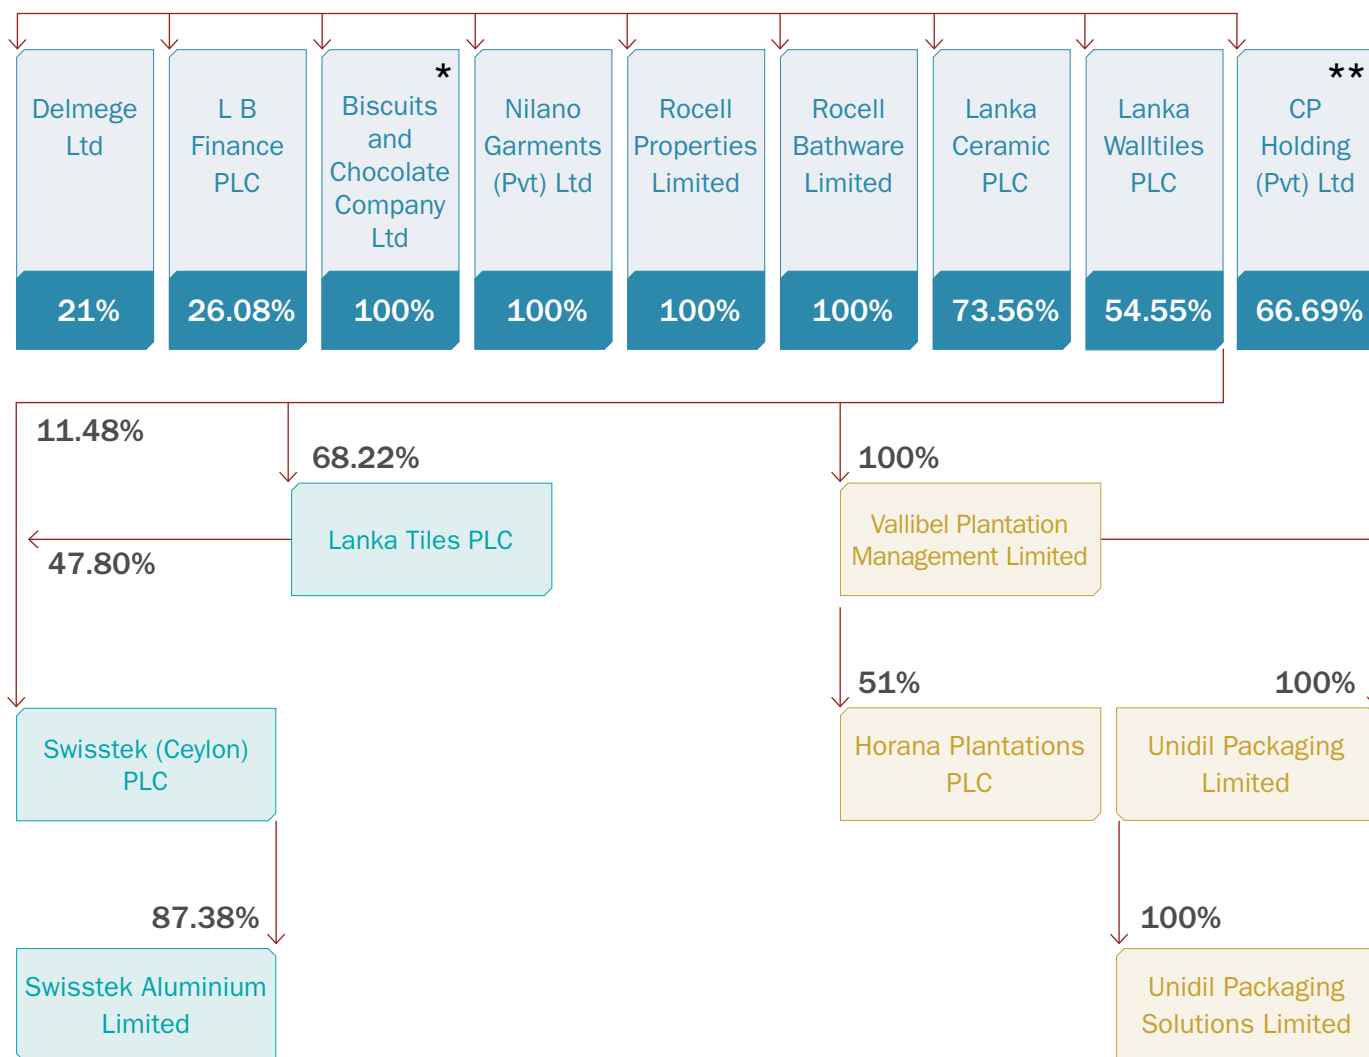 Delmege
Ltd
21%
L B
Finance
PLC
26.08%
*
Biscuits
and
Chocolate
Company
Ltd
100%
Nilano
Garments
(Pvt) Ltd
100%
Rocell
Properties
Limited
100%
Rocell
Bathware
Limited
100%
Lanka
Ceramic
PLC
73.56%
Lanka
Walltiles
PLC
54.55%
**
CP
Holding
(Pvt) Ltd
66.69%
11.48%
68.22%
100%
Lanka Tiles PLC
47.80%
Vallibel Plantation
Management Limited
51%
100%
Swisstek (Ceylon)
PLC
Horana Plantations
PLC
Unidil Packaging
Limited
87.38%
100%
Swisstek Aluminium
Limited
Unidil Packaging
Solutions Limited